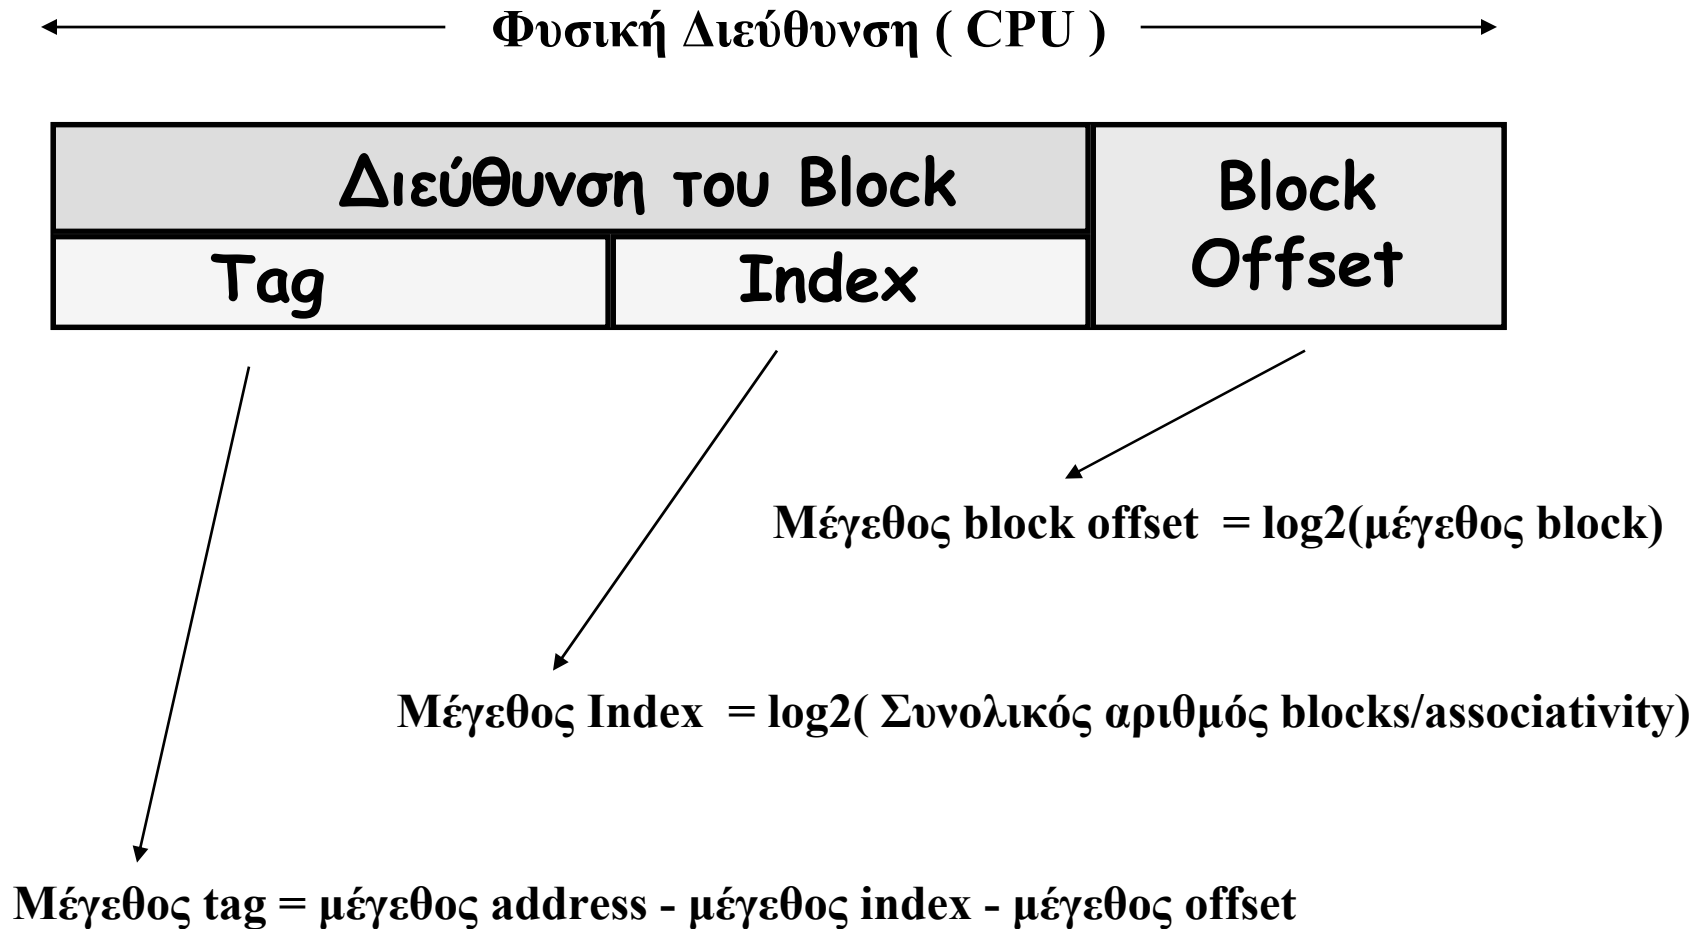 Φυσική Διεύθυνση ( CPU )
Διεύθυνση του Block
Block
Offset
Tag
Index
Μέγεθος block offset = log2(μέγεθος block)
Μέγεθος Index = log2( Συνολικός αριθμός blocks/associativity)
Μέγεθος tag = μέγεθος address - μέγεθος index - μέγεθος offset